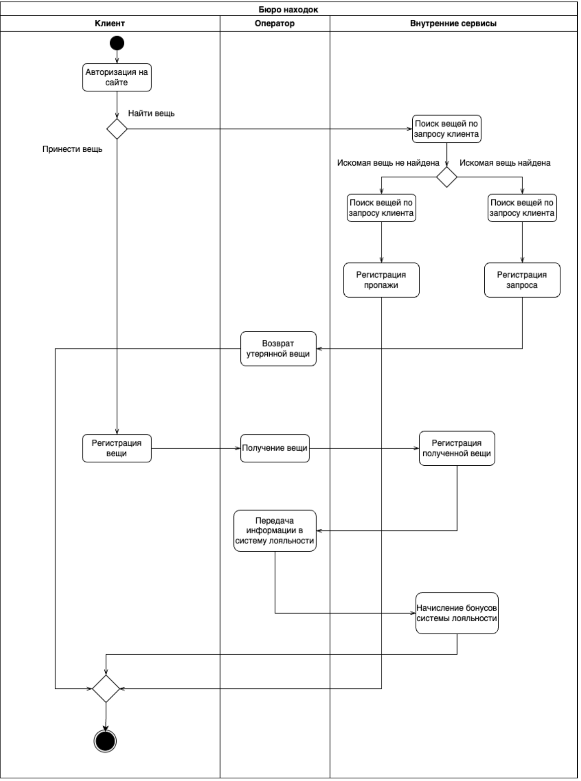 Бюро находок
Клиент
Оператор
Внутренние сервисы
Авторизация на
сайте
Найти вещь
Поиск вещей по
запросу клиента
Принести вещь
Искомая вещь не найдена
Искомая вещь найдена
Поиск вещей по
запросу клиента
Поиск вещей по
запросу клиента
Регистрация
пропажи
Регистрация
запроса
Возврат
утерянной вещи
Регистрация
вещи
Получение вещи
Регистрация
полученной вещи
Передача
информации в
систему лояльности
Начисление бонусов
системы лояльности